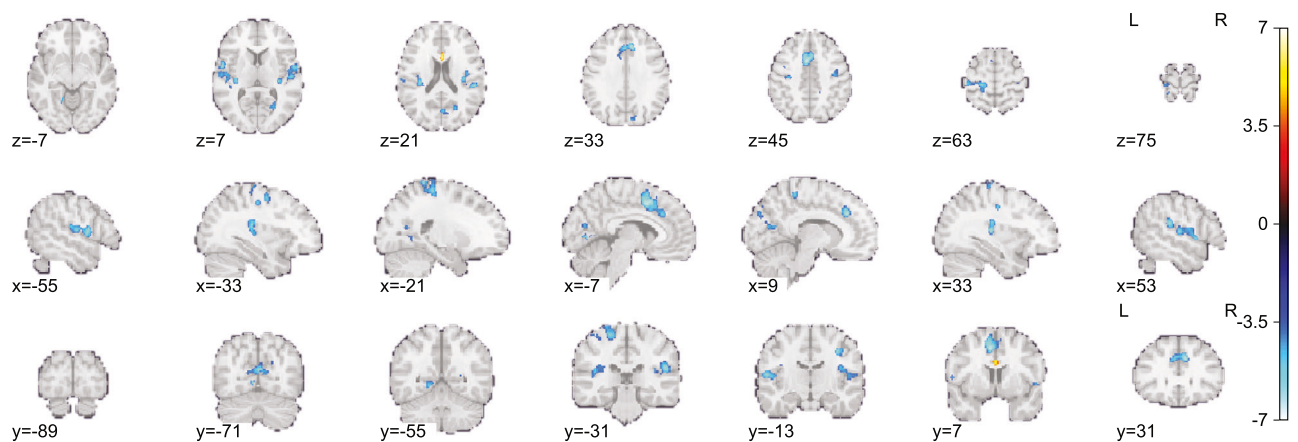 L R
7
z=-7 z=7 z=21 z=33 z=45 z=63 z=75
3.5
0
x=-55 x=-33 x=-21 x=-7 x=9 x=33 x=53
L R
-3.5
y=-89 y=-71 y=-55 y=-31 y=-13 y=7 y=31
-7